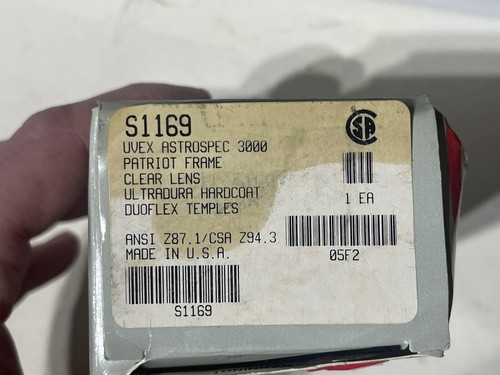 S1169
UVEX ASTROSPEC 3000
PATRIOT FRAME
CLEAR LENS
ULTRADURA HARDCOAT
DUOFLEX TEMPLES
SA
1 EA
ANSI Z87.1/CSA Z94.3
MADE IN U.S.A.
05F2
S1169